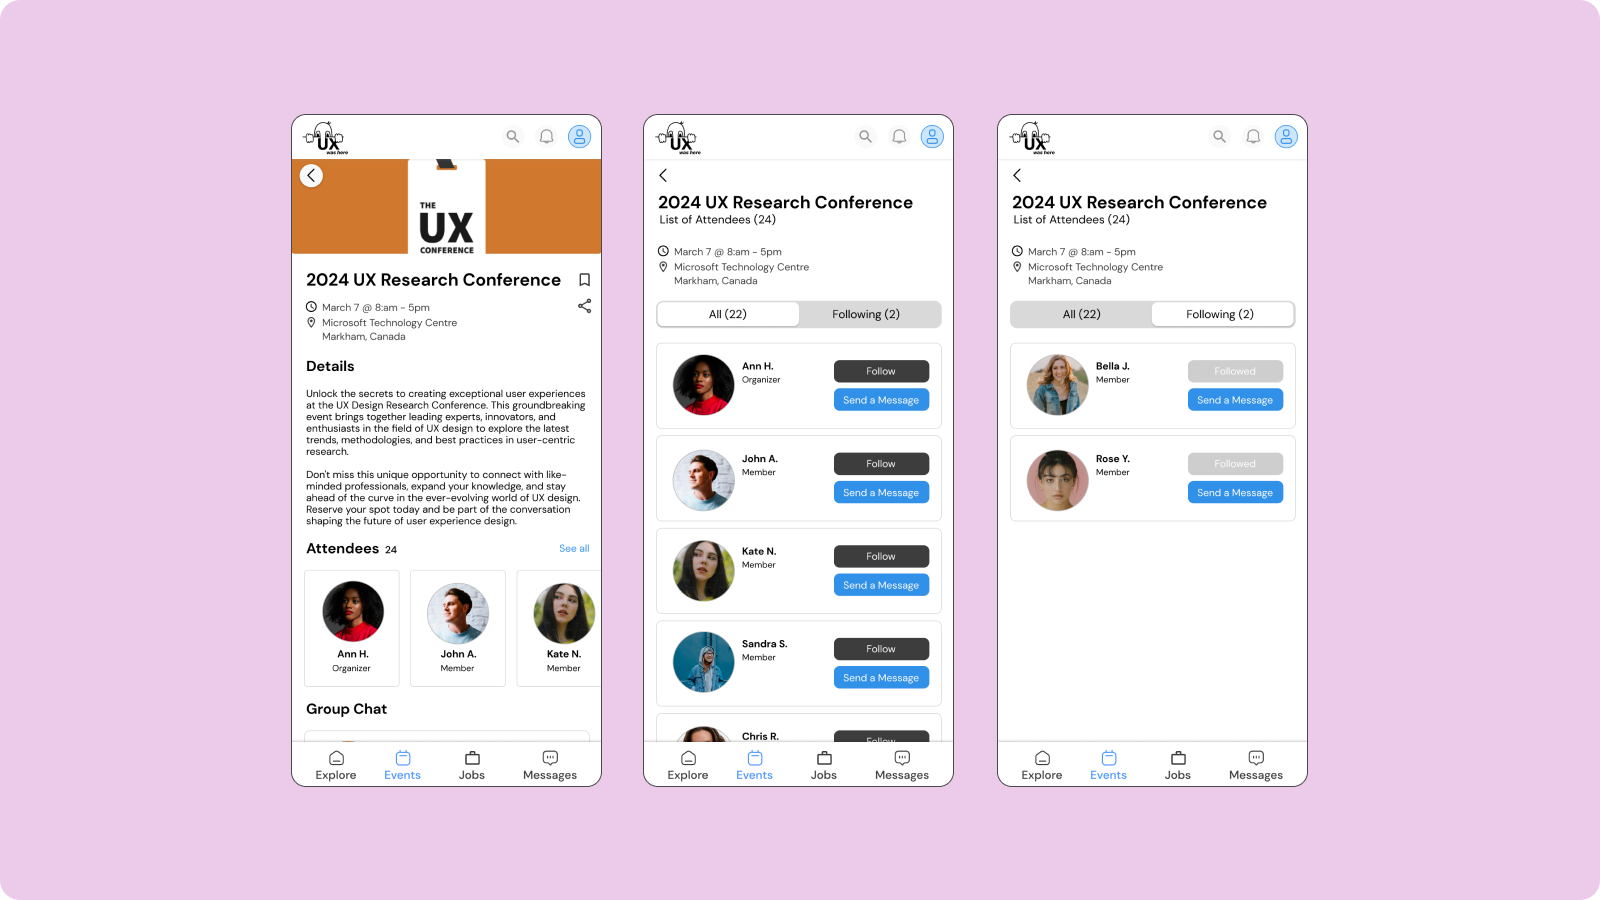 UX
was here
THE
UX
CONFERENCE
2024 UX Research Conference
March 7 @ 8:am - 5pm
Microsoft Technology Centre
Markham, Canada
Details
Unlock the secrets to creating exceptional user experiences
at the UX Design Research Conference. This groundbreaking
event brings together leading experts, innovators, and
enthusiasts in the field of UX design to explore the latest
trends, methodologies, and best practices in user-centric
research.
Don't miss this unique opportunity to connect with like-
minded professionals, expand your knowledge, and stay
ahead of the curve in the ever-evolving world of UX design.
Reserve your spot today and be part of the conversation
shaping the future of user experience design.
Attendees 24 See all
Ann H. John A. Kate N.
Organizer Member Member
Group Chat
Explore Events Jobs Messages
UX
was here
2024 UX Research Conference
List of Attendees (24)
March 7 @ 8:am - 5pm
Microsoft Technology Centre
Markham, Canada
All (22) Following (2)
Ann H. Follow
Organizer
Send a Message
John A. Follow
Member
Send a Message
Kate N. Follow
Member
Send a Message
Sandra S. Follow
Member
Send a Message
Chris R. Follow
Explore Events Jobs Messages
UX
was here
2024 UX Research Conference
List of Attendees (24)
March 7 @ 8:am - 5pm
Microsoft Technology Centre
Markham, Canada
All (22) Following (2)
Bella J. Followed
Member
Send a Message
Rose Y. Followed
Member
Send a Message
Explore Events Jobs Messages